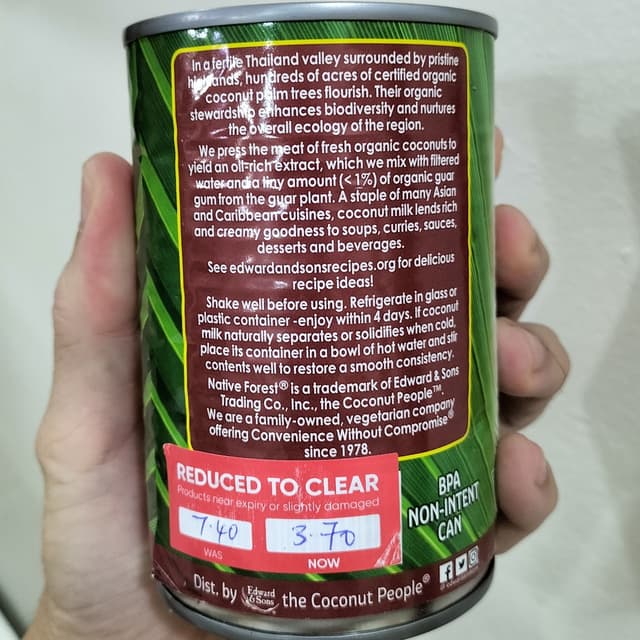 In a fertile Thailand valley surrounded by pristine
highlands, hundreds of acres of certified organic
coconut palm trees flourish. Their organic
stewardship enhances biodiversity and nurtures
the overall ecology of the region.
We press the meat of fresh organic coconuts to
yield an oil-rich extract, which we mix with filtered
water and a tiny amount (<1%) of organic guar
gum from the guar plant. A staple of many Asian
and Caribbean cuisines, coconut milk lends rich
and creamy goodness to soups, curries, sauces,
desserts and beverages.
See edwardandsonsrecipes.org for delicious
recipe ideas!
Shake well before using. Refrigerate in glass or
plastic container -enjoy within 4 days. If coconut
milk naturally separates or solidifies when cold,
place its container in a bowl of hot water and stir
contents well to restore a smooth consistency.
Native Forest® is a trademark of Edward & Sons
Trading Co., Inc., the Coconut People™.
We are a family-owned, vegetarian company
offering Convenience Without Compromise®
since 1978.
REDUCED TO CLEAR
Products near expiry or slightly damaged
7.40 3.70
WAS NOW
BPA
NON-INTENT
CAN
Dist. by Edward & Sons the Coconut People®